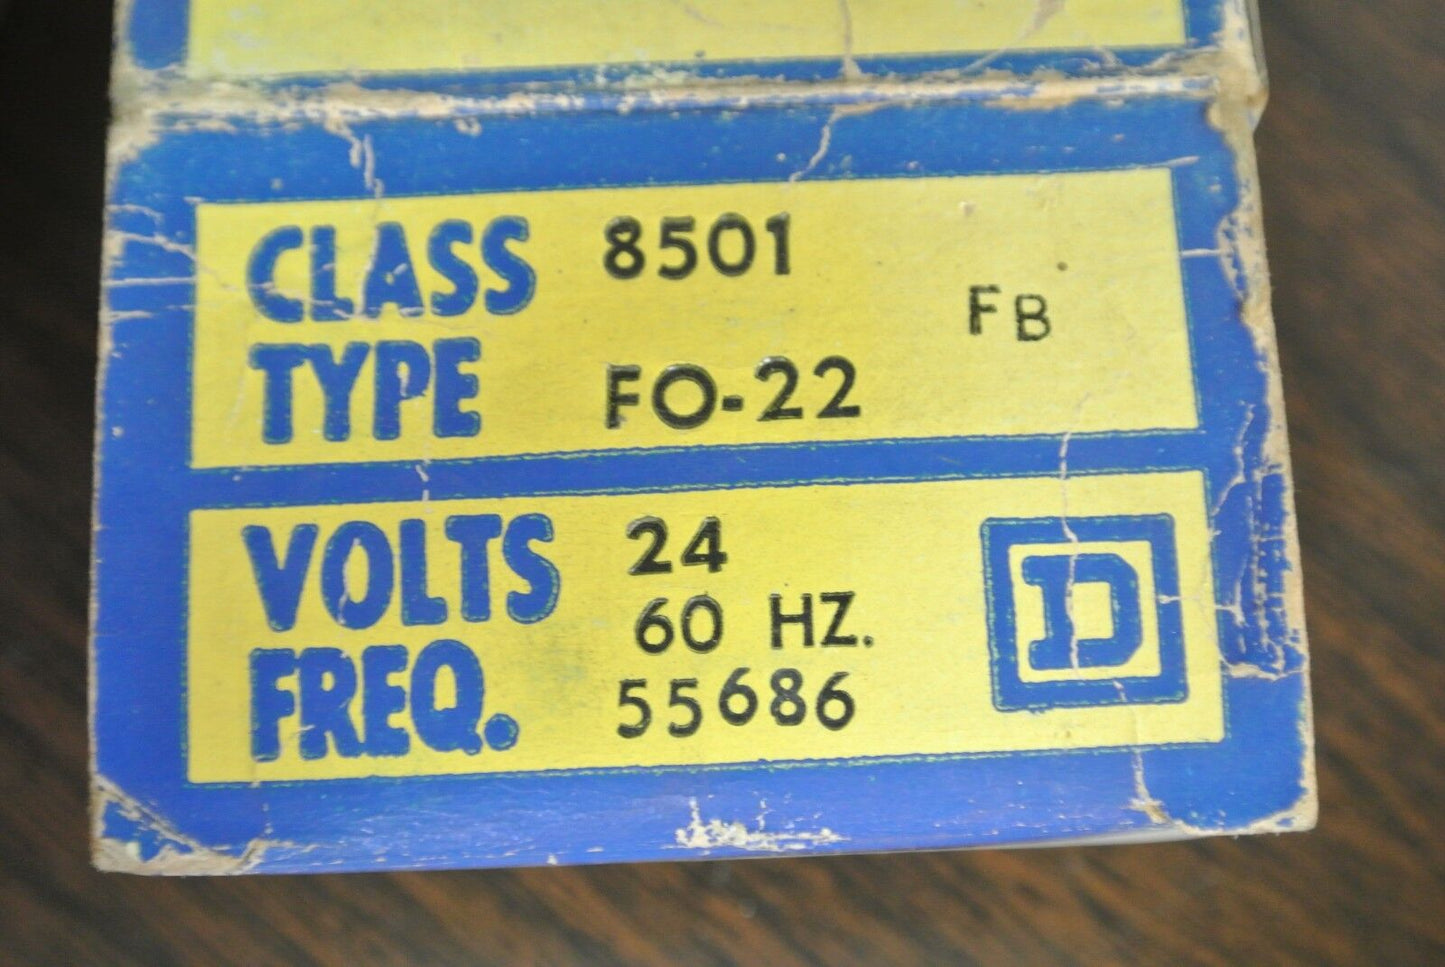 CLASS 8501
FB
TYPE FO-22
VOLTS 24
60 HZ.
FREQ. 55686
D